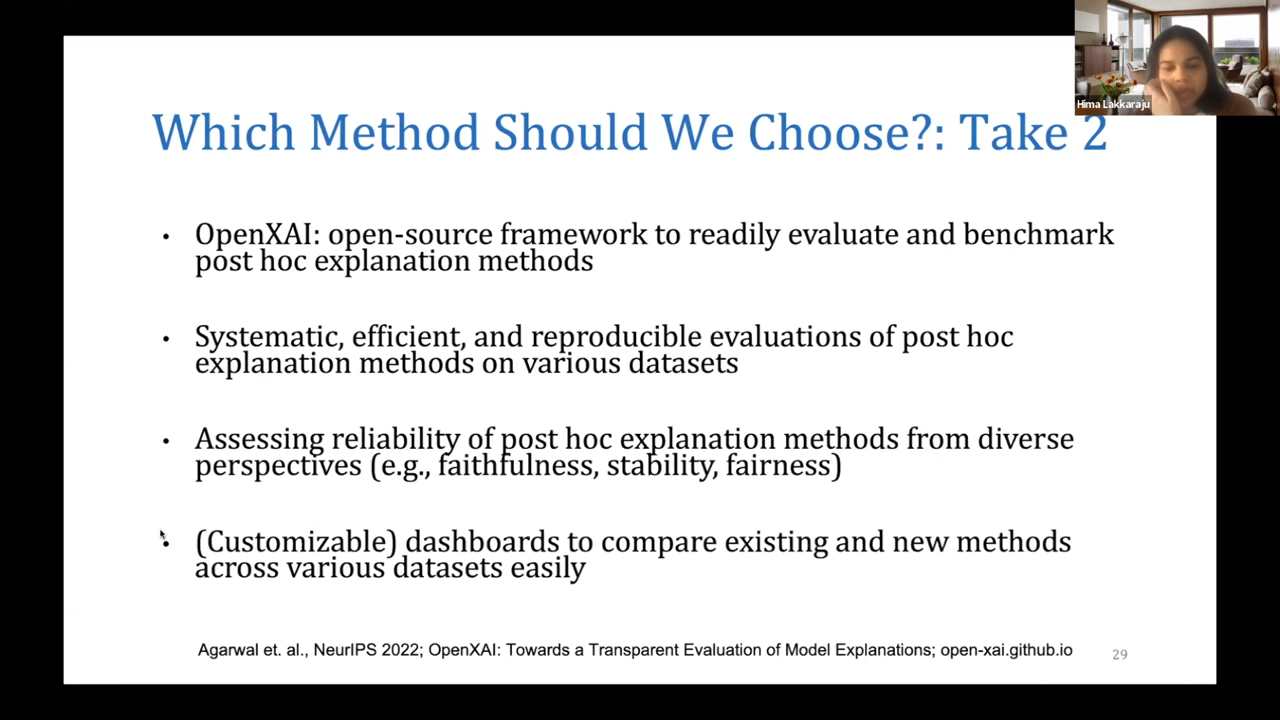 Hima Lakkaraju
Which Method Should We Choose?: Take 2
• OpenXAI: open-source framework to readily evaluate and benchmark
post hoc explanation methods
• Systematic, efficient, and reproducible evaluations of post hoc
explanation methods on various datasets
• Assessing reliability of post hoc explanation methods from diverse
perspectives (e.g., faithfulness, stability, fairness)
• (Customizable) dashboards to compare existing and new methods
across various datasets easily
Agarwal et. al., NeurIPS 2022; OpenXAI: Towards a Transparent Evaluation of Model Explanations; open-xai.github.io
29